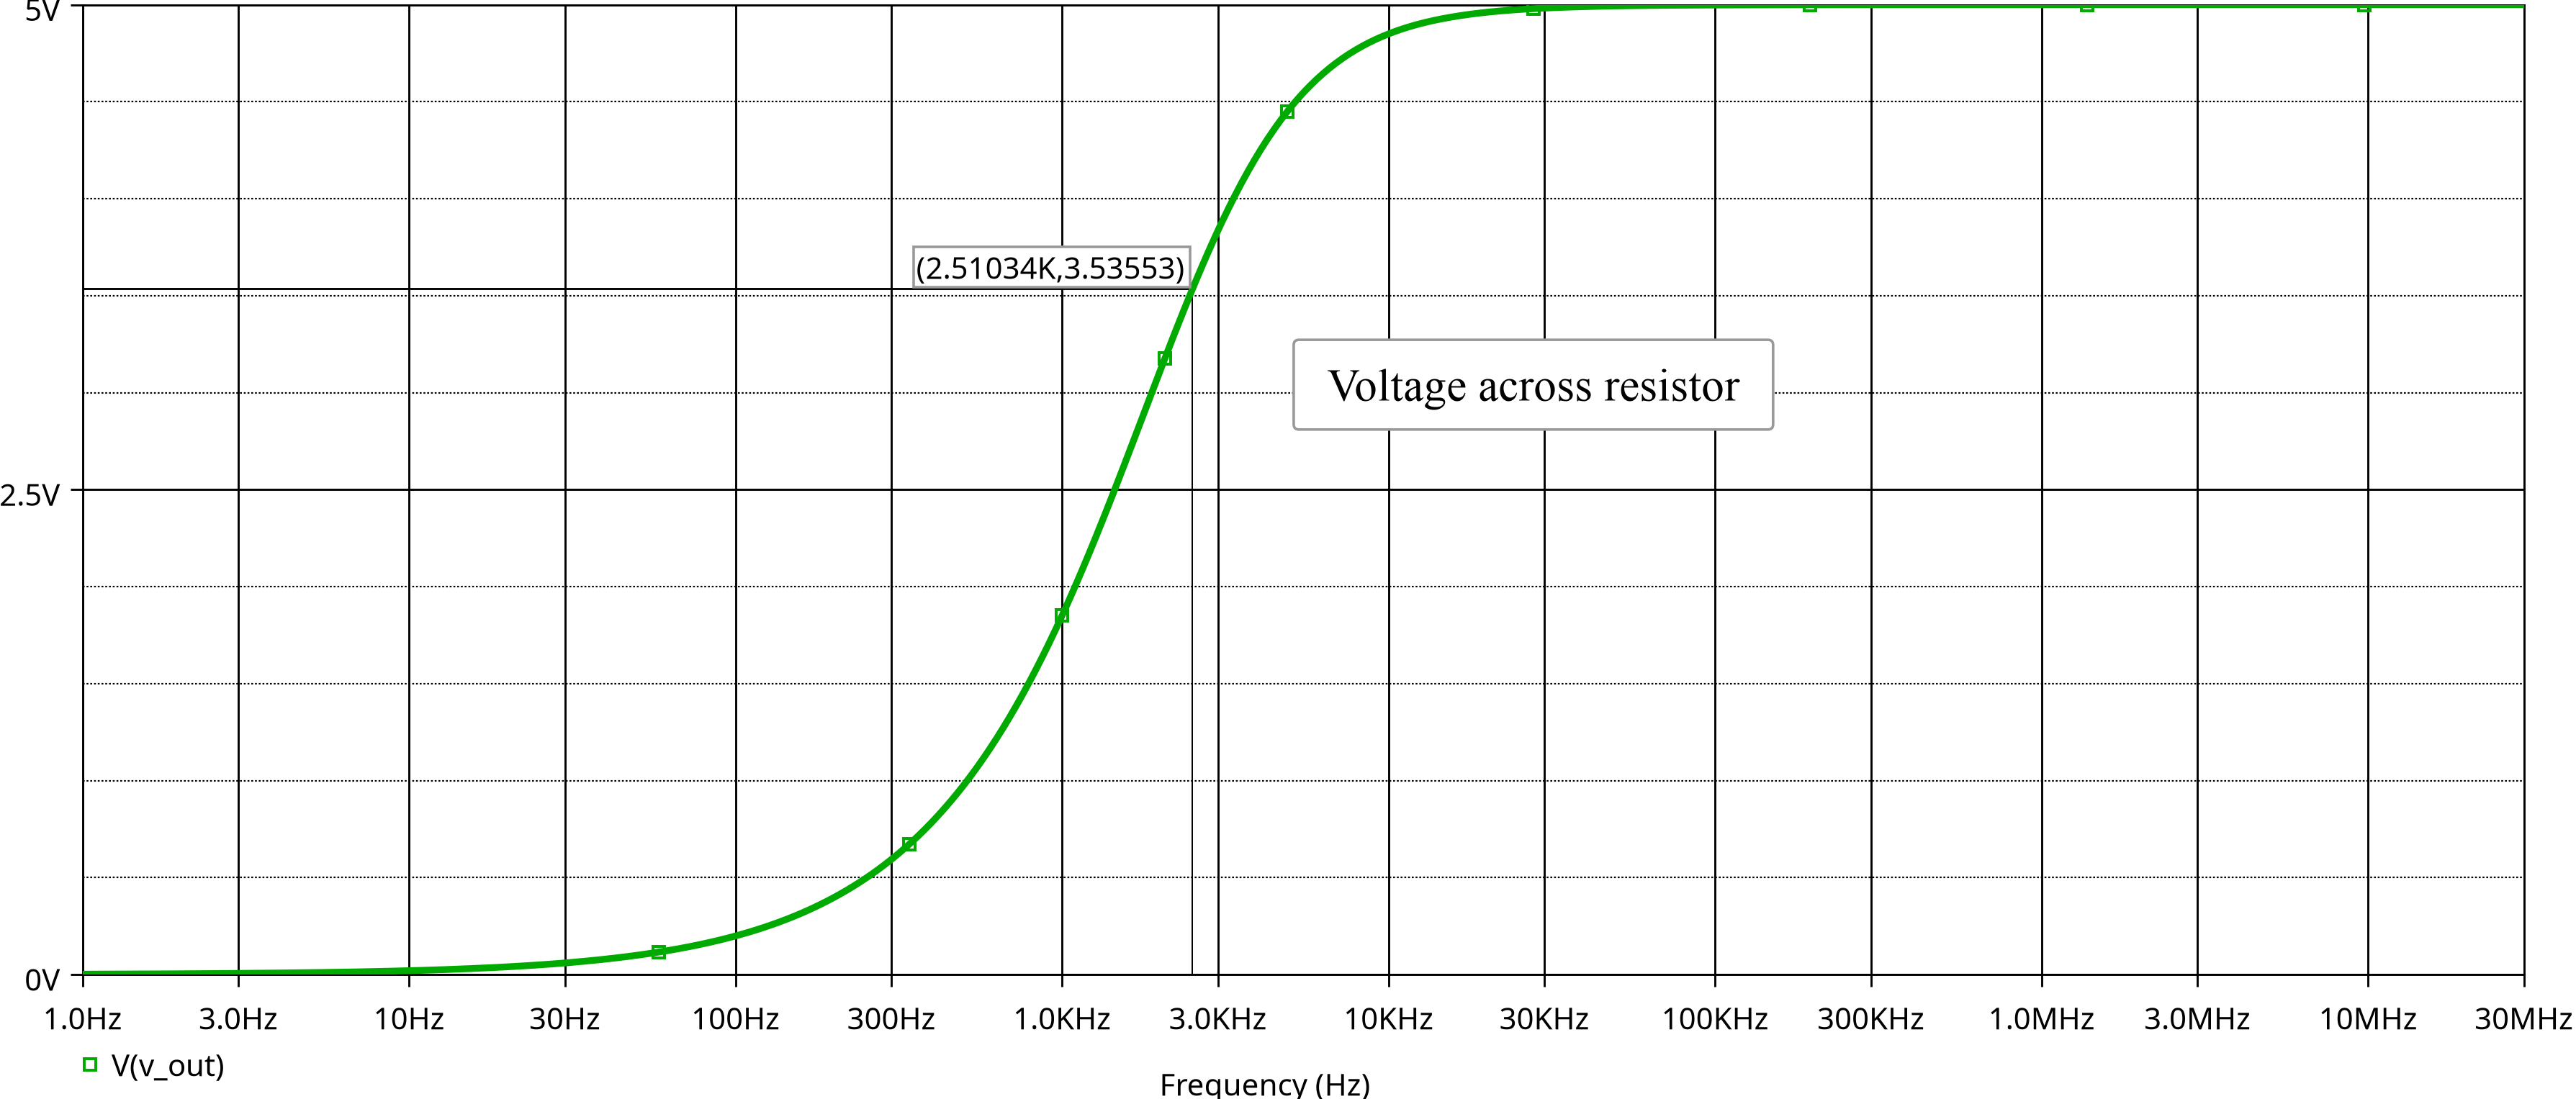 5V
(2.51034K,3.53553)
Voltage across resistor
2.5V
0V
1.0Hz 3.0Hz 10Hz 30Hz 100Hz 300Hz 1.0KHz 3.0KHz 10KHz 30KHz 100KHz 300KHz 1.0MHz 3.0MHz 10MHz 30MHz
V(v_out)
Frequency (Hz)